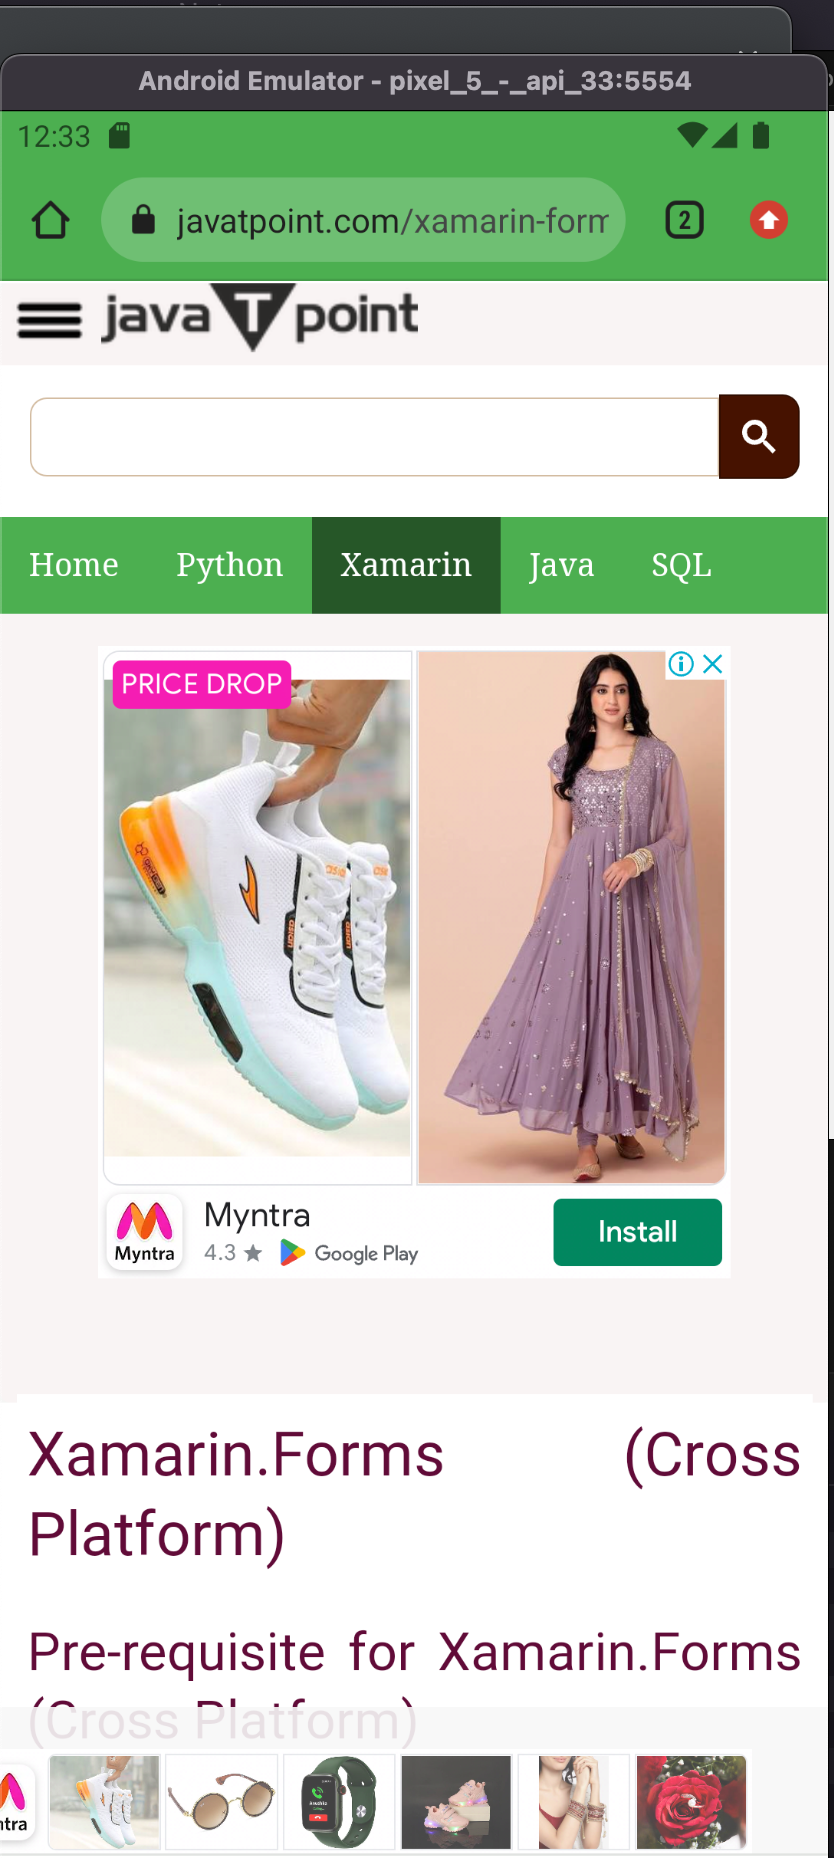 Android Emulator - pixel_5_-_api_33:5554
12:33
javatpoint.com/xamarin-form
2
javaTpoint
Home Python Xamarin Java SQL
PRICE DROP
asian
Myntra
Myntra
4.3 ★ Google Play
Install
Xamarin.Forms (Cross
Platform)
Pre-requisite for Xamarin.Forms
(Cross Platform)
ntra